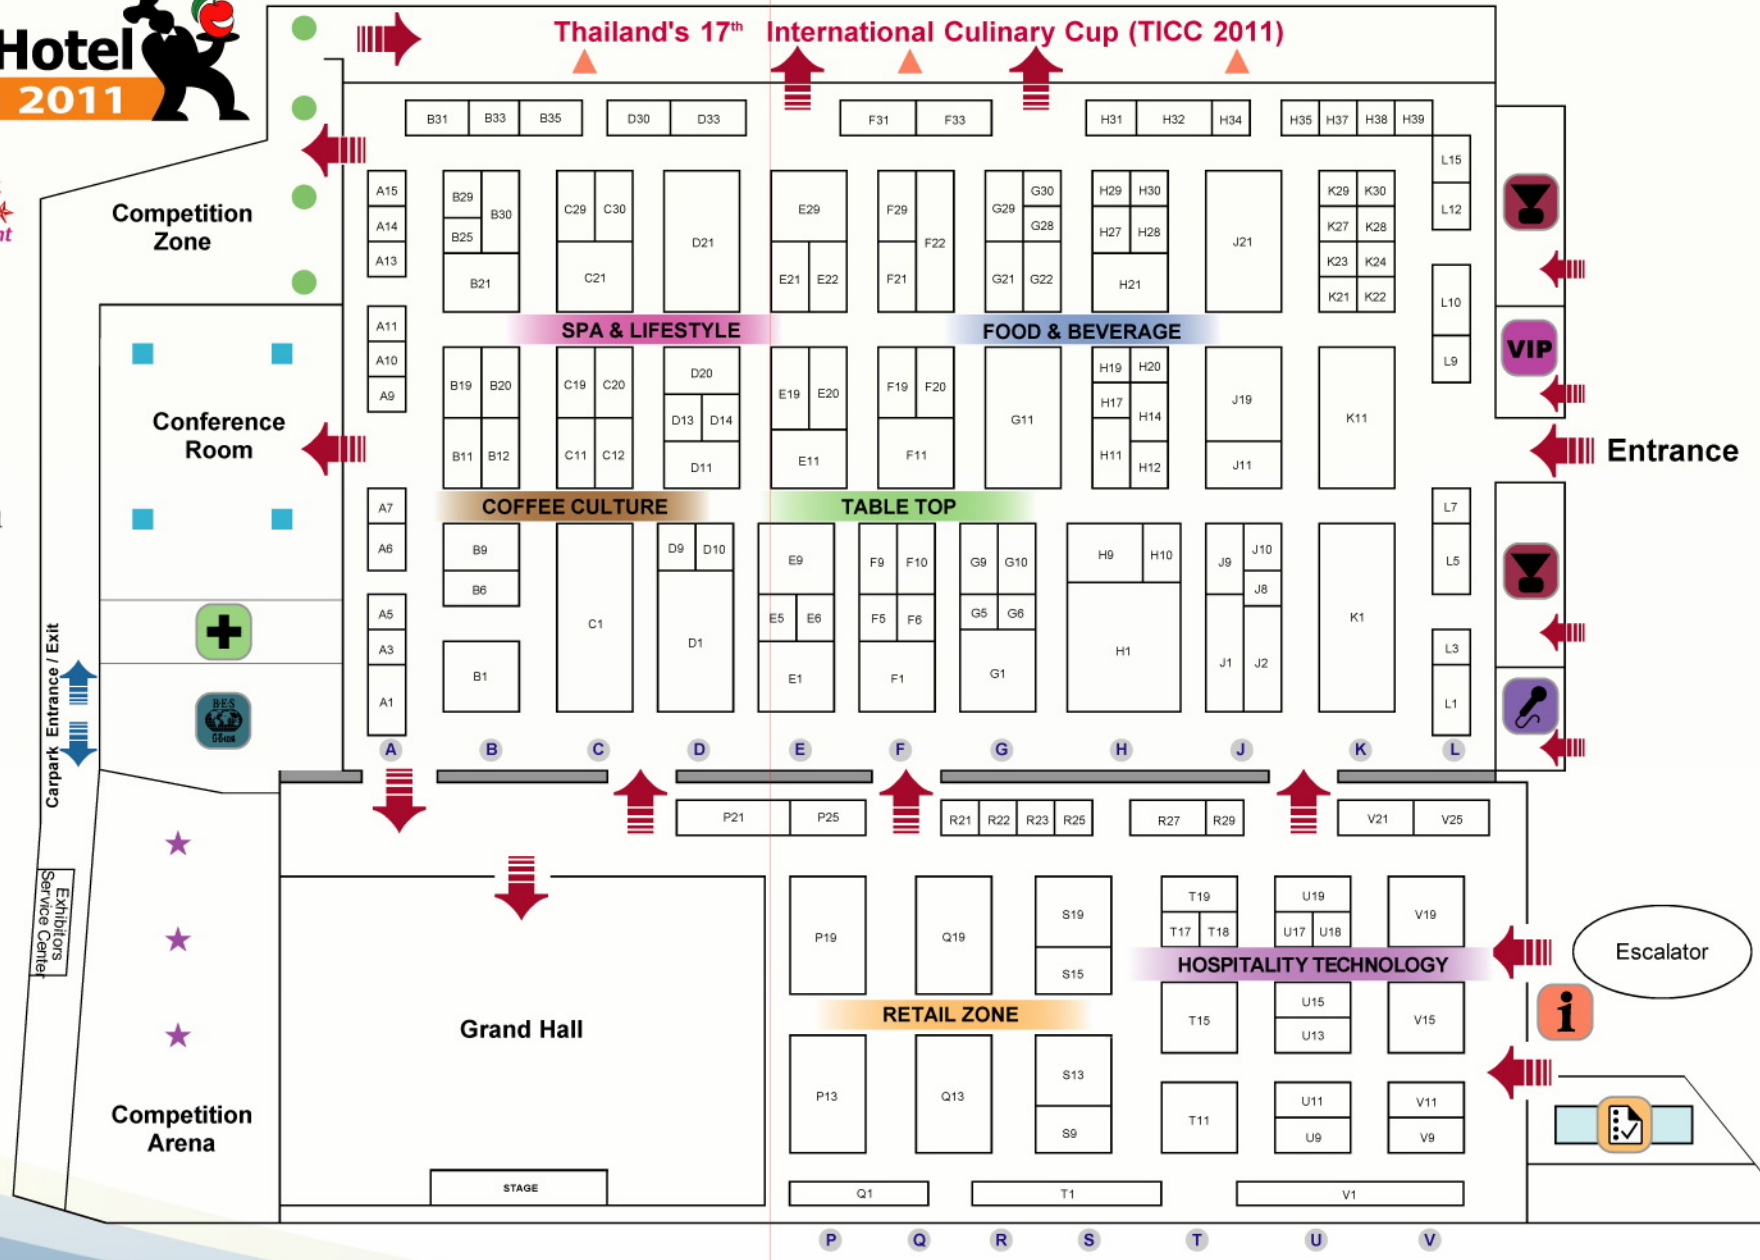 Hotel
2011
Thailand's 17th International Culinary Cup (TICC 2011)
B31 B33 B35 D30 D33 F31 F33 H31 H32 H34 H35 H37 H38 H39
L15
L12
L10
L9
Competition
Zone
A15
A14
A13
B29 B30
B25
B21
C29 C30
C21
D21
E29
E21 E22
F29 F22
F21
G29 G30
G28
G21 G22
H29 H30
H27 H28
H21
J21
K29 K30
K27 K28
K23 K24
K21 K22
SPA & LIFESTYLE
FOOD & BEVERAGE
VIP
Entrance
Conference
Room
A11
A10
A9
B19 B20
B11 B12
C19 C20
C11 C12
D20
D13 D14
D11
E19 E20
E11
F19 F20
F11
G11
H19 H20
H17 H14
H11 H12
J19
J11
K11
COFFEE CULTURE
TABLE TOP
A7
A6
A5
A3
A1
B9
B6
B1
C1
D9 D10
D1
E9
E5 E6
E1
F9 F10
F5 F6
F1
G9 G10
G5 G6
G1
H9 H10
H1
J9 J10
J8
J1 J2
K1
L7
L5
L3
L1
B·E·S
Carpark Entrance / Exit
A B C D E F G H J K L
P21 P25 R21 R22 R23 R25 R27 R29 V21 V25
Exhibitors
Service Center
P19 Q19
S19
S15
T19
T17 T18
U19
U17 U18
V19
HOSPITALITY TECHNOLOGY
Escalator
RETAIL ZONE
Grand Hall
T15
U15
U13
V15
i
P13 Q13
S13
S9
T11
U11
U9
V11
V9
Competition
Arena
STAGE
Q1 T1 V1
P Q R S T U V